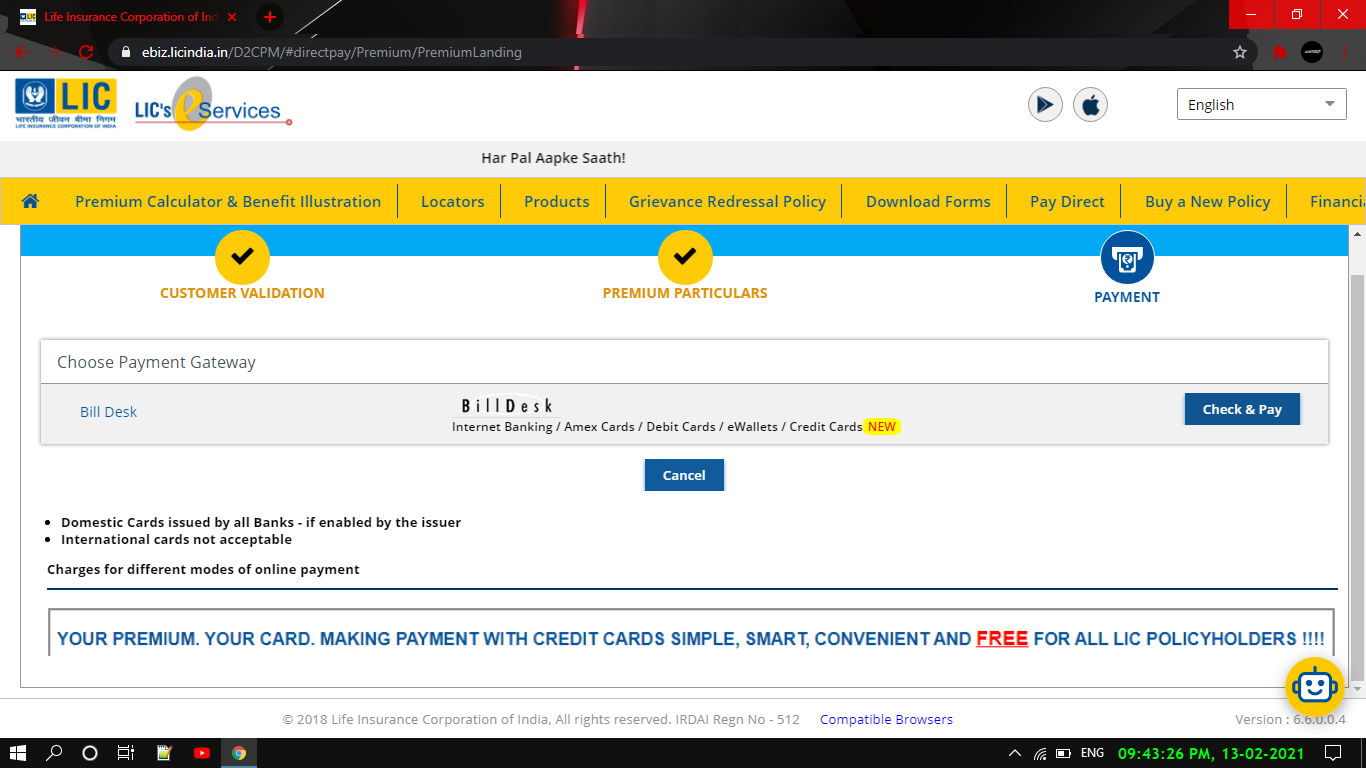 Life Insurance Corporation of Ind
ebiz.licindia.in/D2CPM/#directpay/Premium/PremiumLanding
LIC
भारतीय जीवन बीमा निगम
LIFE INSURANCE CORPORATION OF INDIA
LIC's eServices
English
Har Pal Aapke Saath!
Premium Calculator & Benefit Illustration Locators Products Grievance Redressal Policy Download Forms Pay Direct Buy a New Policy Financia
CUSTOMER VALIDATION PREMIUM PARTICULARS PAYMENT
Choose Payment Gateway
Bill Desk BillDesk Check & Pay
Internet Banking / Amex Cards / Debit Cards / eWallets / Credit Cards NEW
Cancel
Domestic Cards issued by all Banks - if enabled by the issuer
International cards not acceptable
Charges for different modes of online payment
YOUR PREMIUM. YOUR CARD. MAKING PAYMENT WITH CREDIT CARDS SIMPLE, SMART, CONVENIENT AND FREE FOR ALL LIC POLICYHOLDERS !!!!
© 2018 Life Insurance Corporation of India, All rights reserved. IRDAI Regn No - 512 Compatible Browsers Version : 6.6.0.0.4
ENG 09:43:26 PM, 13-02-2021